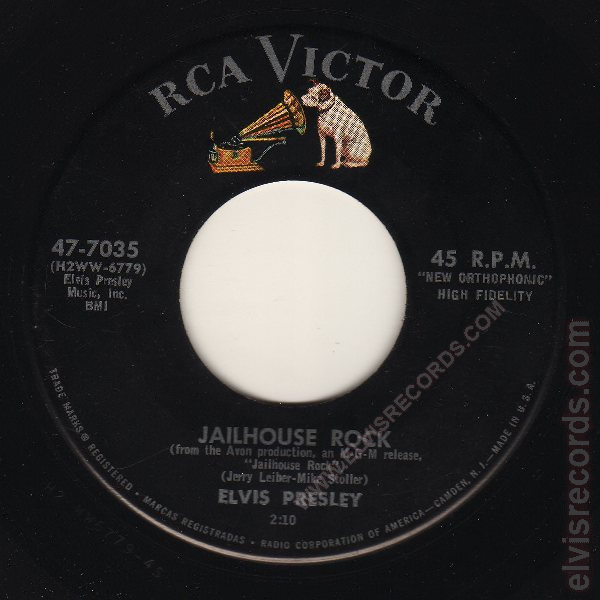 RCA VICTOR
47-7035
(H2WW-6779)
Elvis Presley
Music, Inc.
BMI
45 R.P.M.
"NEW ORTHOPHONIC"
HIGH FIDELITY
JAILHOUSE ROCK
(from the Avon production, an M-G-M release,
"Jailhouse Rock")
(Jerry Leiber-Mike Stoller)
ELVIS PRESLEY
2:10
TRADE MARKS ® REGISTERED • MARCAS REGISTRADAS • RADIO CORPORATION OF AMERICA—CAMDEN, N.J.—MADE IN U.S.A.
WWW.ELVISRECORDS.COM
elvisrecords.com